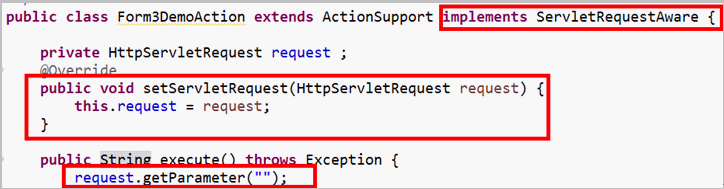 public class Form3DemoAction extends ActionSupport implements ServletRequestAware {
private HttpServletRequest request ;
@Override
public void setServletRequest(HttpServletRequest request) {
this.request = request;
}
public String execute() throws Exception {
request.getParameter("");